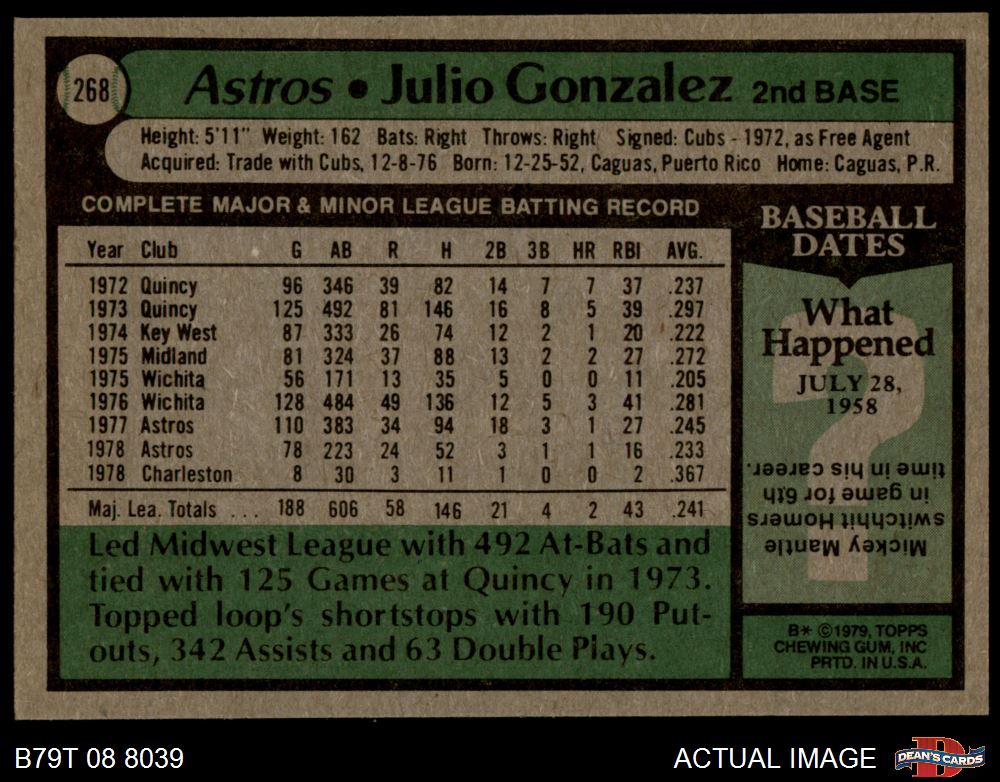 268
Astros • Julio Gonzalez 2nd BASE
Height: 5'11" Weight: 162 Bats: Right Throws: Right Signed: Cubs - 1972, as Free Agent
Acquired: Trade with Cubs, 12-8-76 Born: 12-25-52, Caguas, Puerto Rico Home: Caguas, P.R.
COMPLETE MAJOR & MINOR LEAGUE BATTING RECORD
Year Club G AB R H 2B 3B HR RBI AVG.
1972 Quincy 96 346 39 82 14 7 7 37 .237
1973 Quincy 125 492 81 146 16 8 5 39 .297
1974 Key West 87 333 26 74 12 2 1 20 .222
1975 Midland 81 324 37 88 13 2 2 27 .272
1975 Wichita 56 171 13 35 5 0 0 11 .205
1976 Wichita 128 484 49 136 12 5 3 41 .281
1977 Astros 110 383 34 94 18 3 1 27 .245
1978 Astros 78 223 24 52 3 1 1 16 .233
1978 Charleston 8 30 3 11 1 0 0 2 .367
Maj. Lea. Totals ... 188 606 58 146 21 4 2 43 .241
Led Midwest League with 492 At-Bats and
tied with 125 Games at Quincy in 1973.
Topped loop's shortstops with 190 Put-
outs, 342 Assists and 63 Double Plays.
BASEBALL
DATES
What
Happened
JULY 28,
1958
?
Mickey Mantle
switchhit Homers
in game for 6th
time in his career.
B* ©1979, TOPPS
CHEWING GUM, INC
PRTD. IN U.S.A.
B79T 08 8039
ACTUAL IMAGE
D
DEAN'S CARDS